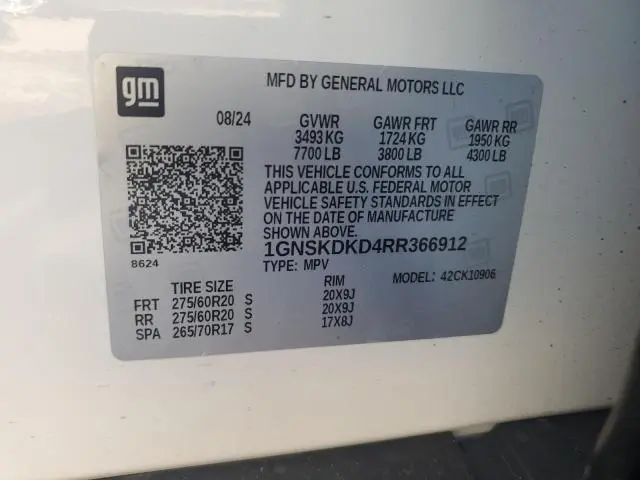 gm
MFD BY GENERAL MOTORS LLC
08/24 GVWR GAWR FRT GAWR RR
3493 KG 1724 KG 1950 KG
7700 LB 3800 LB 4300 LB
THIS VEHICLE CONFORMS TO ALL
APPLICABLE U.S. FEDERAL MOTOR
VEHICLE SAFETY STANDARDS IN EFFECT
ON THE DATE OF MANUFACTURE
SHOWN ABOVE.
8624
1GNSKDKD4RR366912
TYPE: MPV MODEL: 42CK10906
TIRE SIZE RIM
FRT 275/60R20 S 20X9J
RR 275/60R20 S 20X9J
SPA 265/70R17 S 17X8J